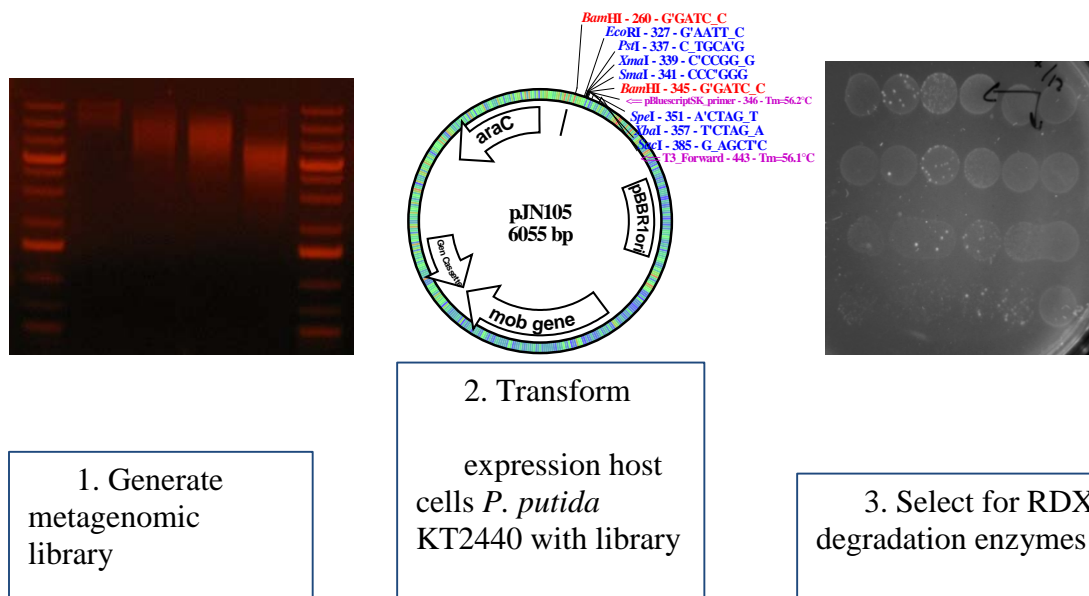 BamHI - 260 - G'GATC_C
EcoRI - 327 - G'AATT_C
PstI - 337 - C_TGCA'G
XmaI - 339 - C'CCGG_G
SmaI - 341 - CCC'GGG
BamHI - 345 - G'GATC_C
<== pBluescriptSK_primer - 346 - Tm=56.2°C
SpeI - 351 - A'CTAG_T
XbaI - 357 - T'CTAG_A
SacI - 385 - G_AGCT'C
<== T3_Forward - 443 - Tm=56.1°C
araC
pJN105
6055 bp
pBBR1ori
Gen Cassette
mob gene
1. Generate
metagenomic
library
2. Transform
expression host
cells P. putida
KT2440 with library
3. Select for RDX
degradation enzymes